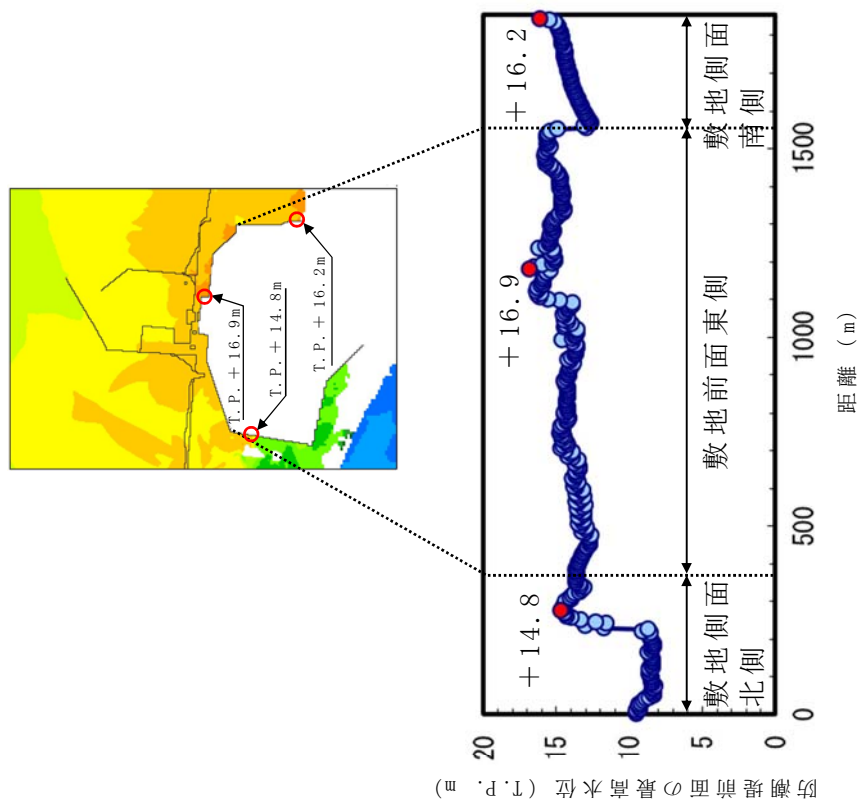 T.P.＋16.9m
T.P.＋14.8m
T.P.＋16.2m
防潮堤前面の最高水位（T.P. m）
20
15
10
5
0
＋14.8
＋16.9
＋16.2
敷地側面
北側
敷地前面東側
敷地側面
南側
0
500
1000
1500
距離（m）